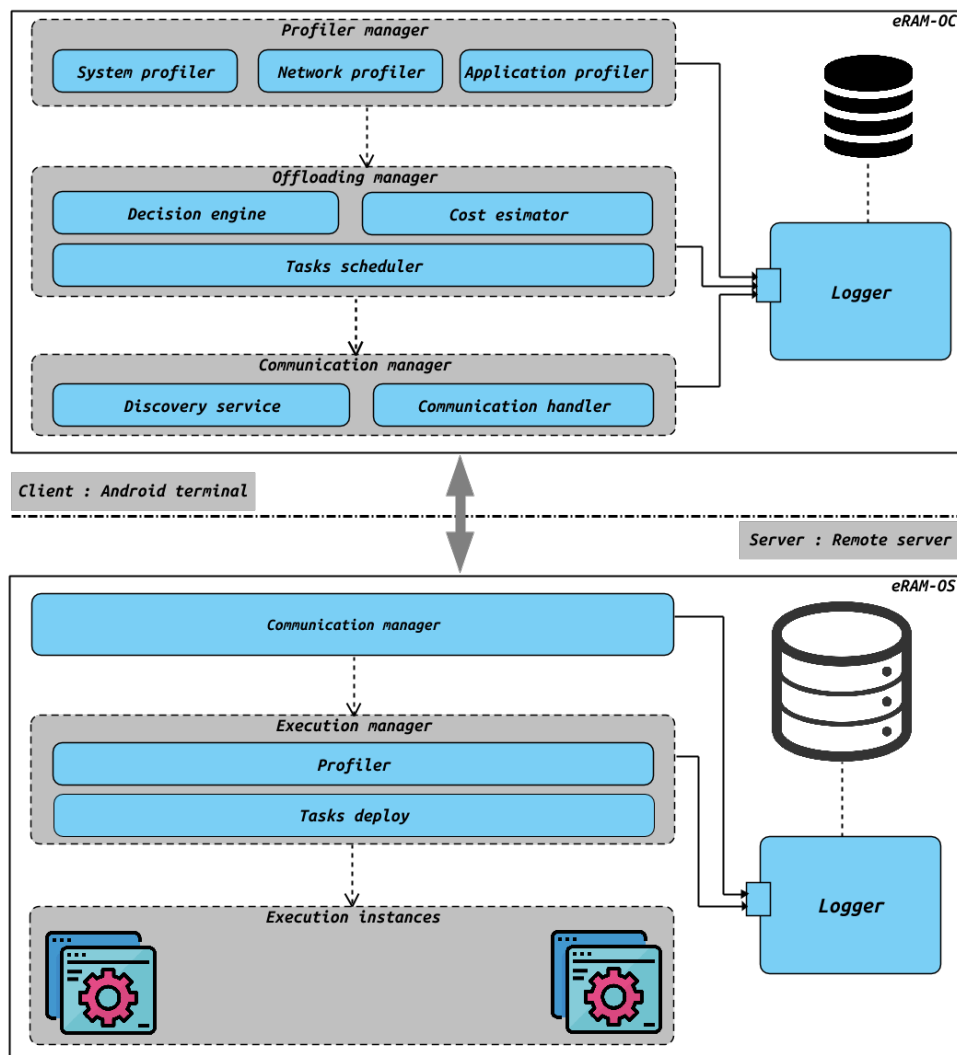 eRAM-OC
Profiler manager
System profiler
Network profiler
Application profiler
Offloading manager
Decision engine
Cost esimator
Tasks scheduler
Logger
Communication manager
Discovery service
Communication handler
Client : Android terminal
Server : Remote server
eRAM-OS
Communication manager
Execution manager
Profiler
Tasks deploy
Logger
Execution instances